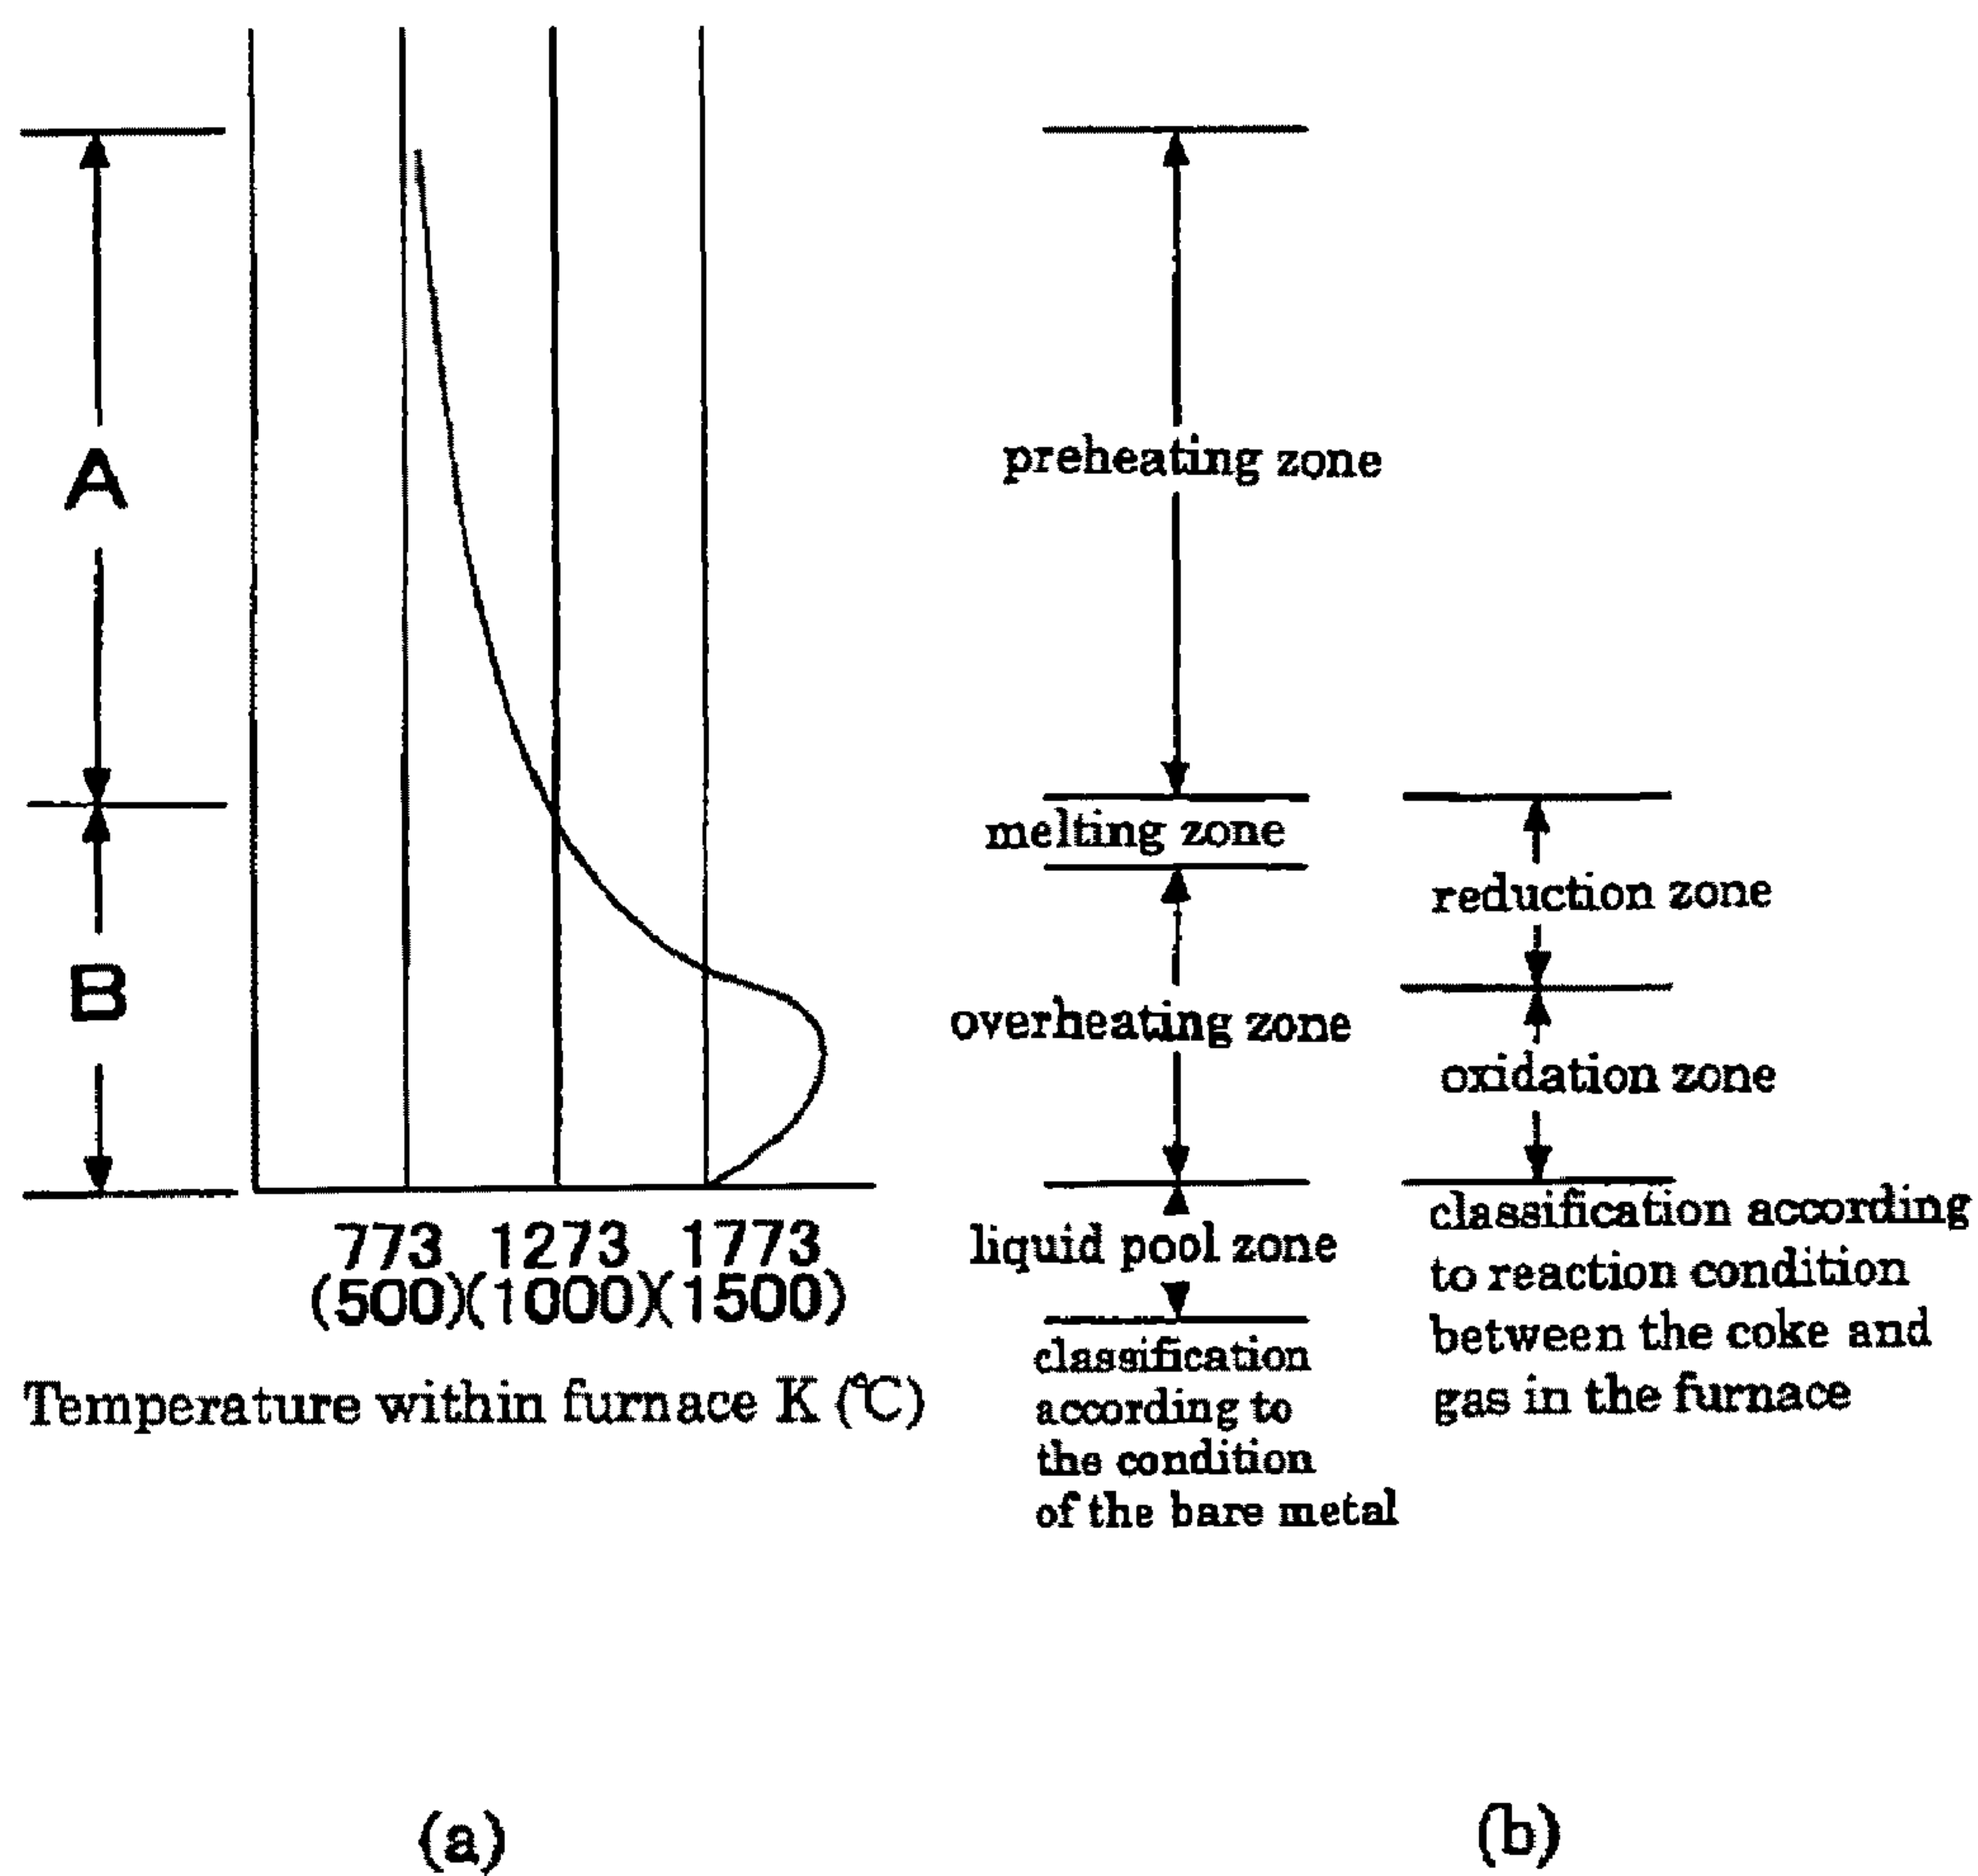 A
B
773 1273 1773
(500)(1000)(1500)
Temperature within furnace K (℃)
(a)
preheating zone
melting zone
overheating zone
liquid pool zone
classification
according to
the condition
of the bare metal
reduction zone
oxidation zone
classification according
to reaction condition
between the coke and
gas in the furnace
(b)